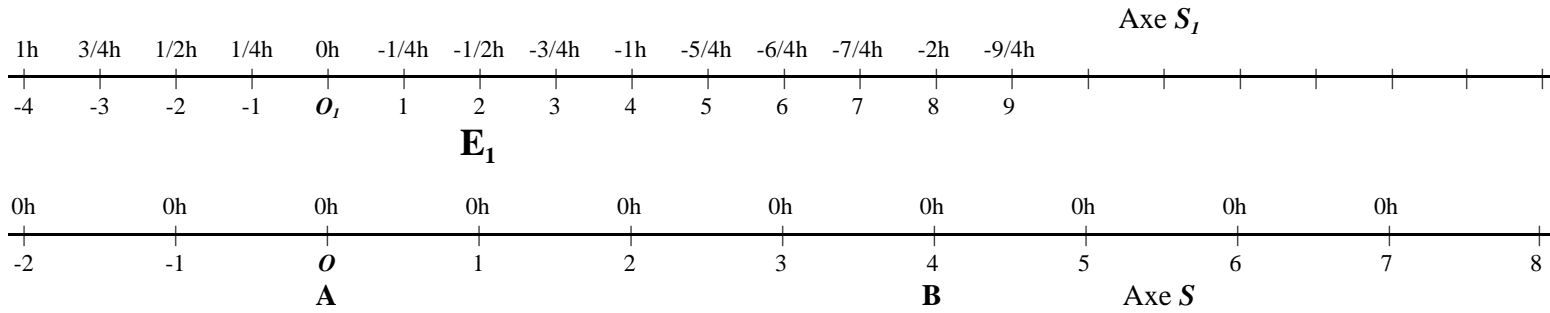 Axe S₁
1h 3/4h 1/2h 1/4h 0h -1/4h -1/2h -3/4h -1h -5/4h -6/4h -7/4h -2h -9/4h
-4 -3 -2 -1 O₁ 1 2 3 4 5 6 7 8 9
E₁
0h 0h 0h 0h 0h 0h 0h 0h 0h 0h
-2 -1 O 1 2 3 4 5 6 7 8
A B Axe S